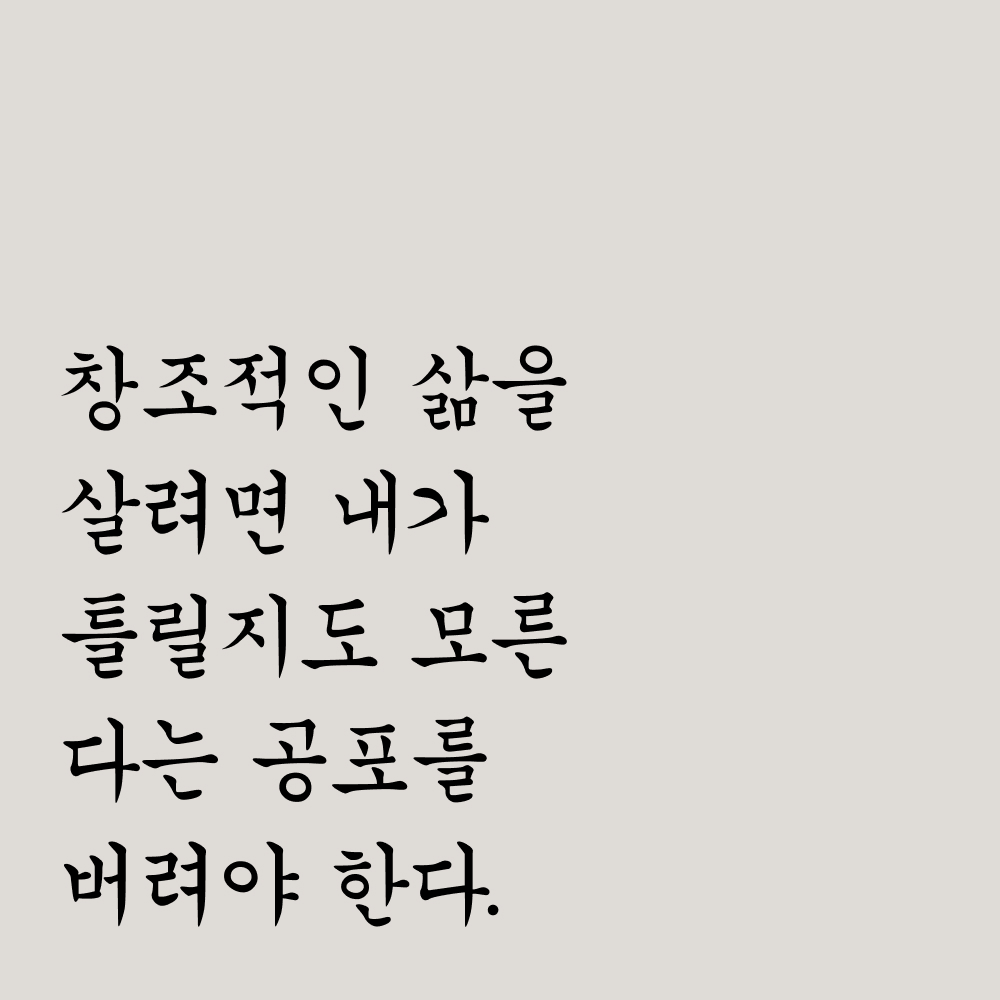 창조적인 삶을
살려면 내가
틀릴지도 모른
다는 공포를
버려야 한다.